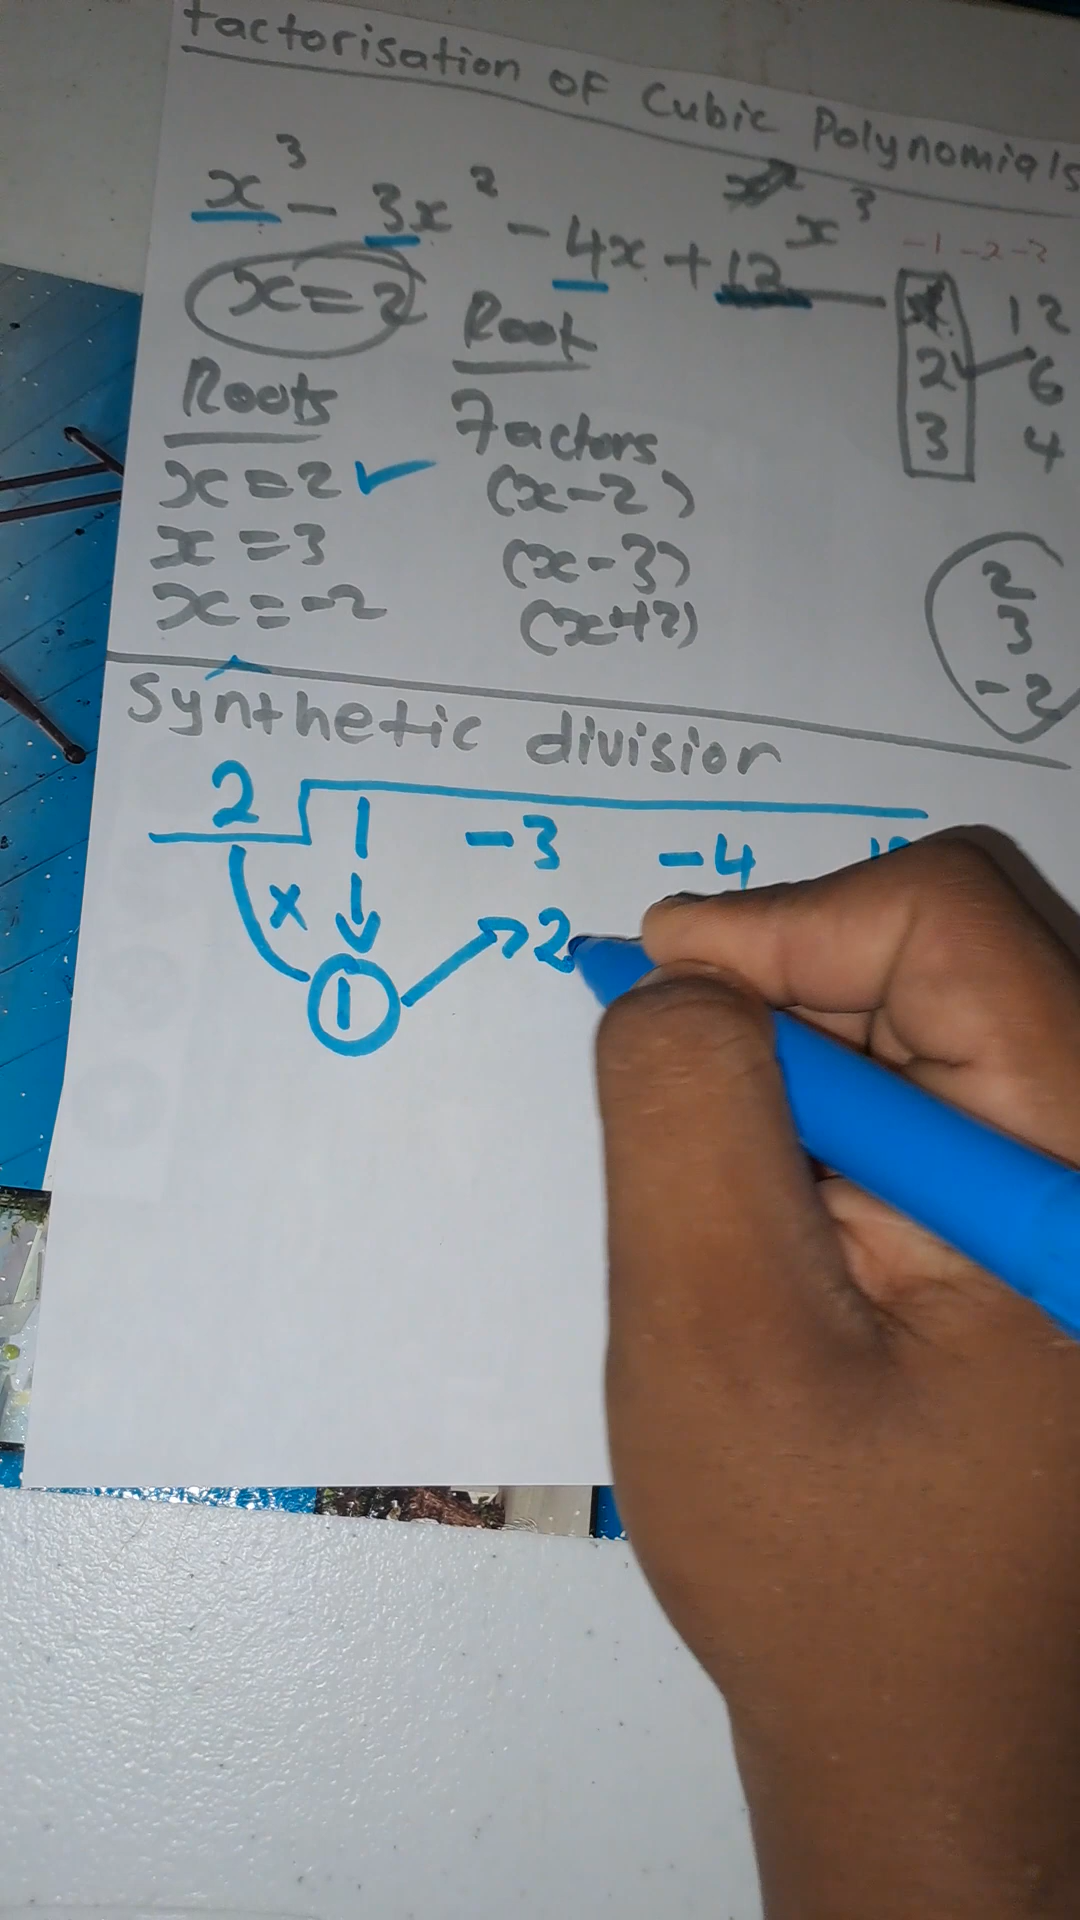 Factorisation of Cubic Polynomials
x³ - 3x² - 4x + 12
x³
-1 -2 -3
x = 2
Root
12
2 6
3 4
Roots
Factors
x = 2 ✓ (x-2)
x = 3 (x-3)
x = -2 (x+2)
2
3
-2
Synthetic division
2 1 -3 -4
x 2
1